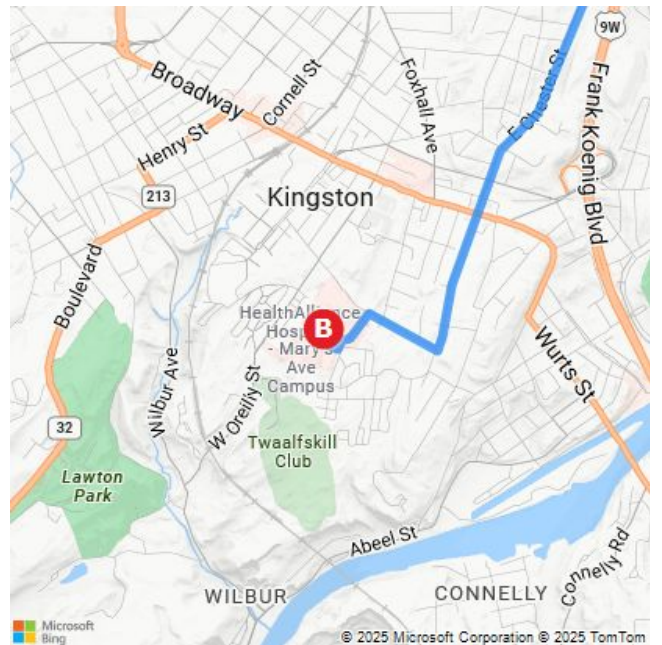 9W
Broadway
Cornell St
Foxhall Ave
E Chester St
Frank Koenig Blvd
Henry St
213
Kingston
Boulevard
Wilbur Ave
HealthAlliance
Hosp
- Mary's
Ave
Campus
B
W Oreilly St
Wurts St
32
Lawton
Park
Twaalfskill
Club
Abeel St
Connelly Rd
WILBUR
CONNELLY
Microsoft
Bing
© 2025 Microsoft Corporation © 2025 TomTom